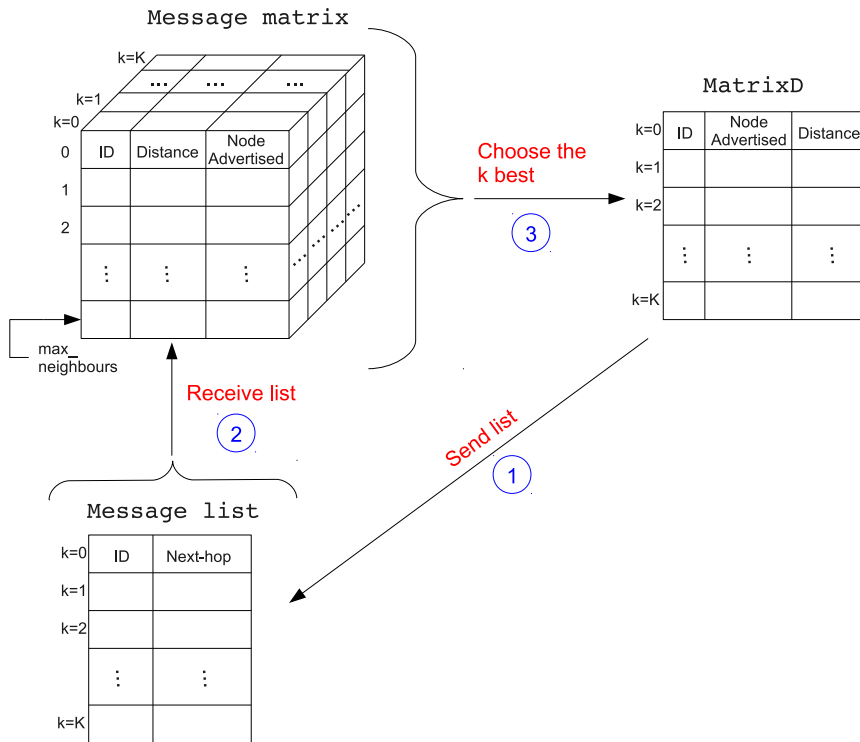 Message matrix
k=K
k=1
k=0
... ... ...
0
ID
Distance
Node
Advertised
1
2
max_
neighbours
Choose the
k best
3
MatrixD
k=0
ID
Node
Advertised
Distance
k=1
k=2
k=K
Receive list
2
Send list
1
Message list
k=0
ID
Next-hop
k=1
k=2
k=K